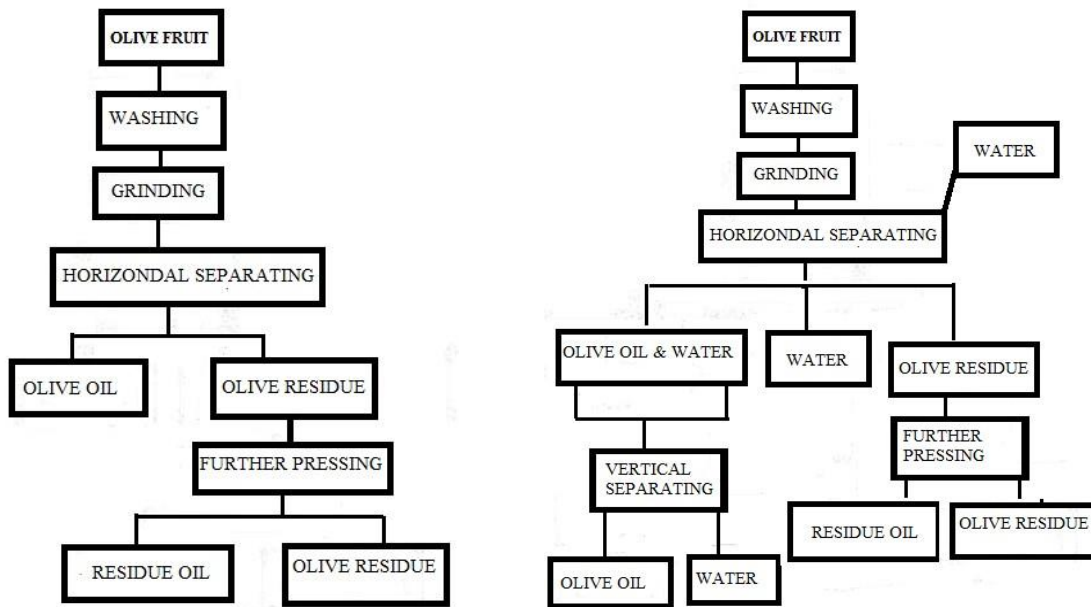 OLIVE FRUIT
WASHING
GRINDING
HORIZONDAL SEPARATING
OLIVE OIL
OLIVE RESIDUE
FURTHER PRESSING
RESIDUE OIL
OLIVE RESIDUE
OLIVE FRUIT
WASHING
GRINDING
WATER
HORIZONDAL SEPARATING
OLIVE OIL & WATER
WATER
OLIVE RESIDUE
VERTICAL
SEPARATING
FURTHER
PRESSING
OLIVE OIL
WATER
RESIDUE OIL
OLIVE RESIDUE